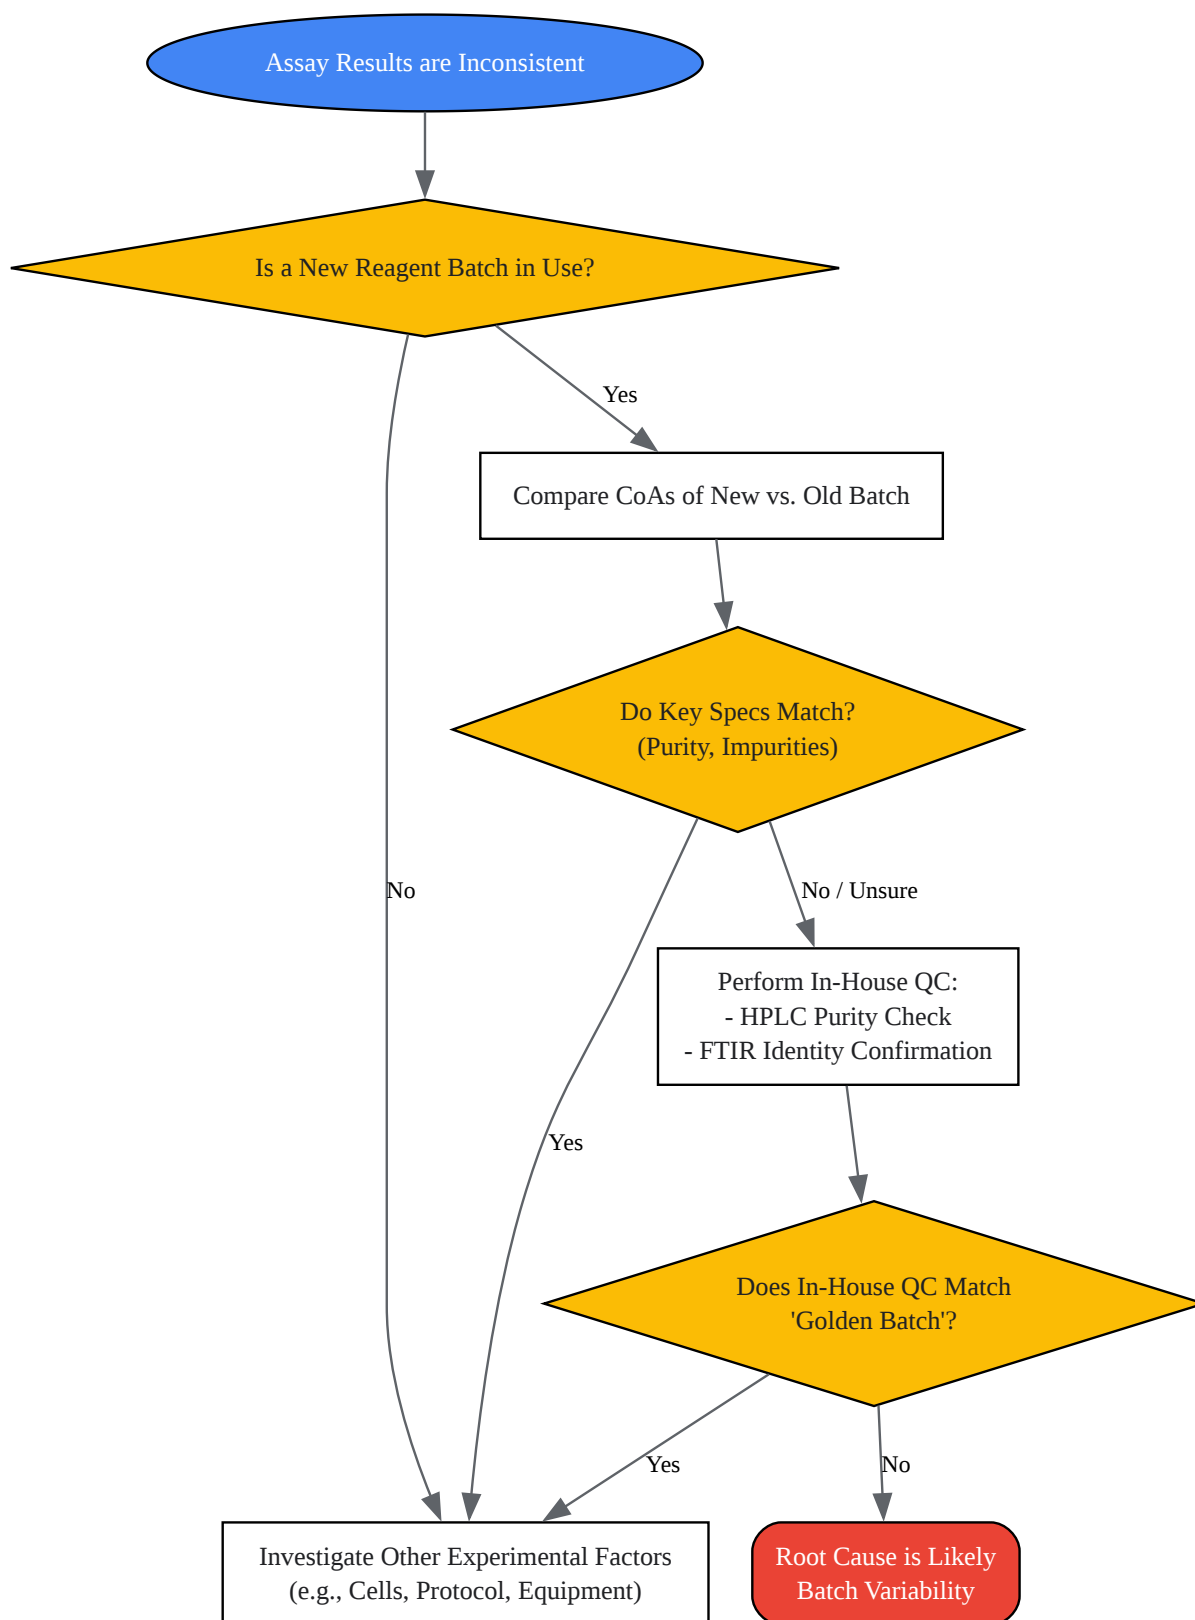 Assay Results are Inconsistent
Is a New Reagent Batch in Use?
Yes
Compare CoAs of New vs. Old Batch
Do Key Specs Match?
(Purity, Impurities)
No
No / Unsure
Perform In-House QC:
- HPLC Purity Check
- FTIR Identity Confirmation
Yes
Does In-House QC Match
'Golden Batch'?
Yes
No
Investigate Other Experimental Factors
(e.g., Cells, Protocol, Equipment)
Root Cause is Likely
Batch Variability